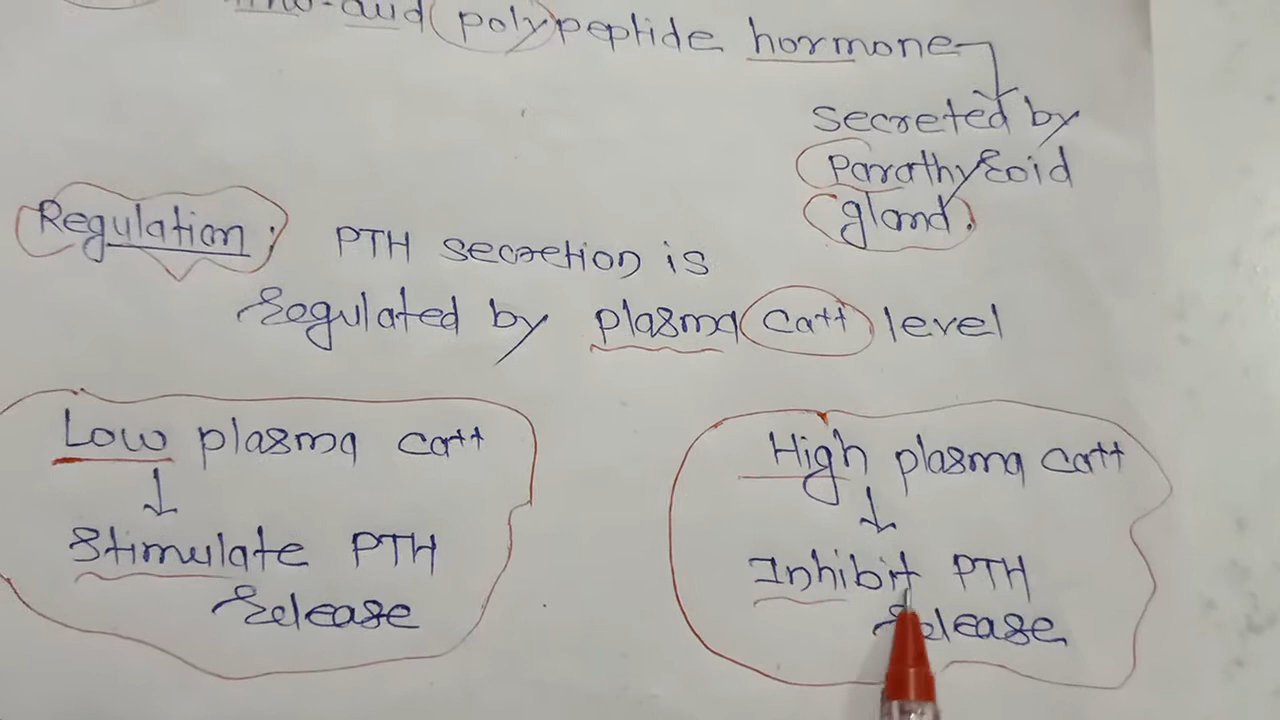 polypeptide hormone
secreted by
Parathyroid
gland.
Regulation: PTH secretion is
regulated by plasma Ca++ level
Low plasma Ca++
↓
Stimulate PTH
release
High plasma Ca++
↓
Inhibit PTH
release